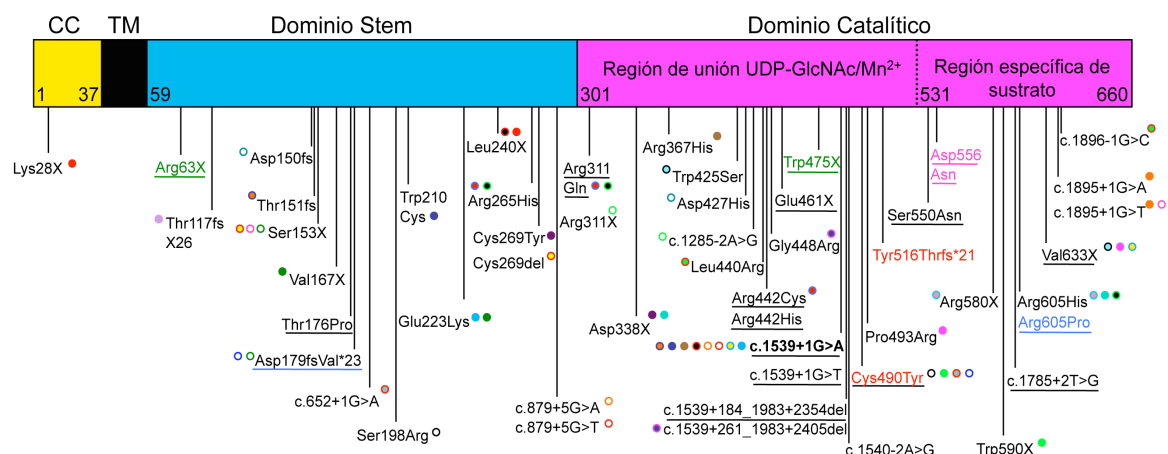 CC TM Dominio Stem Dominio Catalítico
Región de unión UDP-GlcNAc/Mn²⁺
Región específica de
sustrato
1 37 59 301 531 660
Lys28X
Arg63X
Thr117fs
X26
Asp150fs
Thr151fs
Ser153X
Val167X
Thr176Pro
Asp179fsVal*23
c.652+1G>A
Ser198Arg
Trp210
Cys
Glu223Lys
Leu240X
Arg265His
Cys269Tyr
Cys269del
c.879+5G>A
c.879+5G>T
Arg311
Gln
Arg311X
Asp338X
Arg367His
Trp425Ser
Asp427His
c.1285-2A>G
Leu440Arg
Arg442Cys
Arg442His
Gly448Arg
Glu461X
Trp475X
c.1539+1G>A
c.1539+1G>T
c.1539+184_1983+2354del
c.1539+261_1983+2405del
c.1540-2A>G
Cys490Tyr
Pro493Arg
Tyr516Thrfs*21
Ser550Asn
Asp556
Asn
Arg580X
Trp590X
c.1785+2T>G
Arg605His
Arg605Pro
Val633X
c.1895+1G>A
c.1895+1G>T
c.1896-1G>C